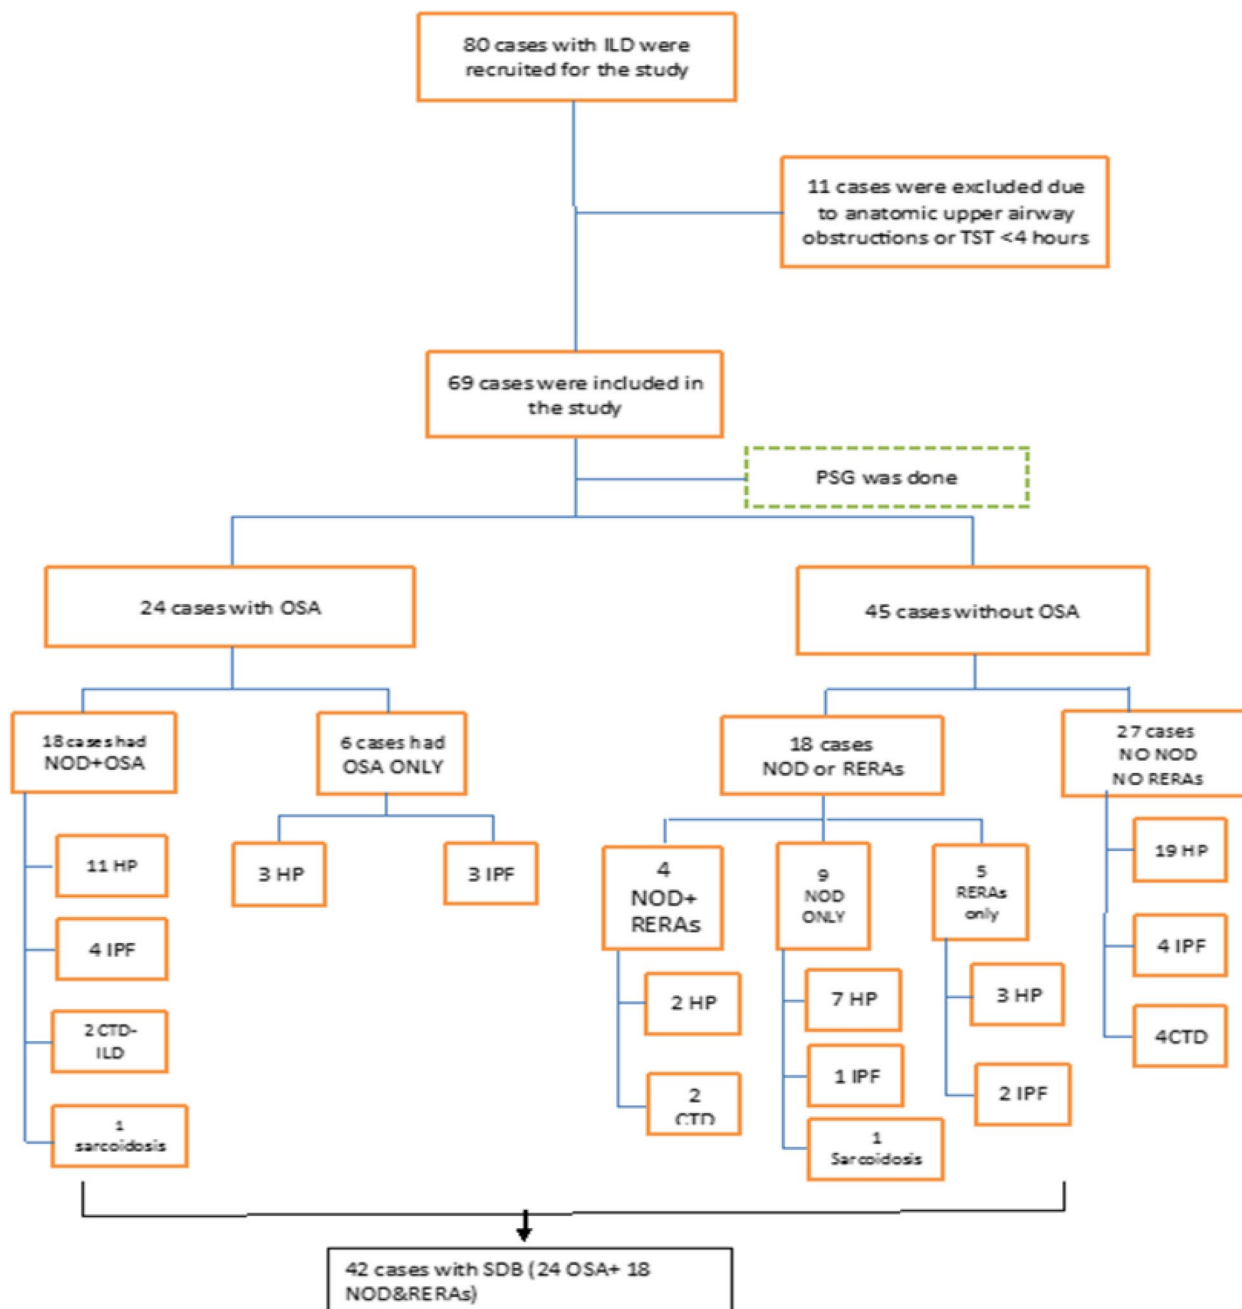 80 cases with ILD were
recruited for the study
11 cases were excluded due
to anatomic upper airway
obstructions or TST <4 hours
69 cases were included in
the study
PSG was done
24 cases with OSA
45 cases without OSA
18 cases had
NOD+OSA
6 cases had
OSA ONLY
18 cases
NOD or RERAs
27 cases
NO NOD
NO RERAs
11 HP
4 IPF
2 CTD-
ILD
1
sarcoidosis
3 HP
3 IPF
4
NOD+
RERAs
9
NOD
ONLY
5
RERAs
only
2 HP
2
CTD
7 HP
1 IPF
1
Sarcoidosis
3 HP
2 IPF
19 HP
4 IPF
4CTD
42 cases with SDB (24 OSA+ 18
NOD&RERAs)